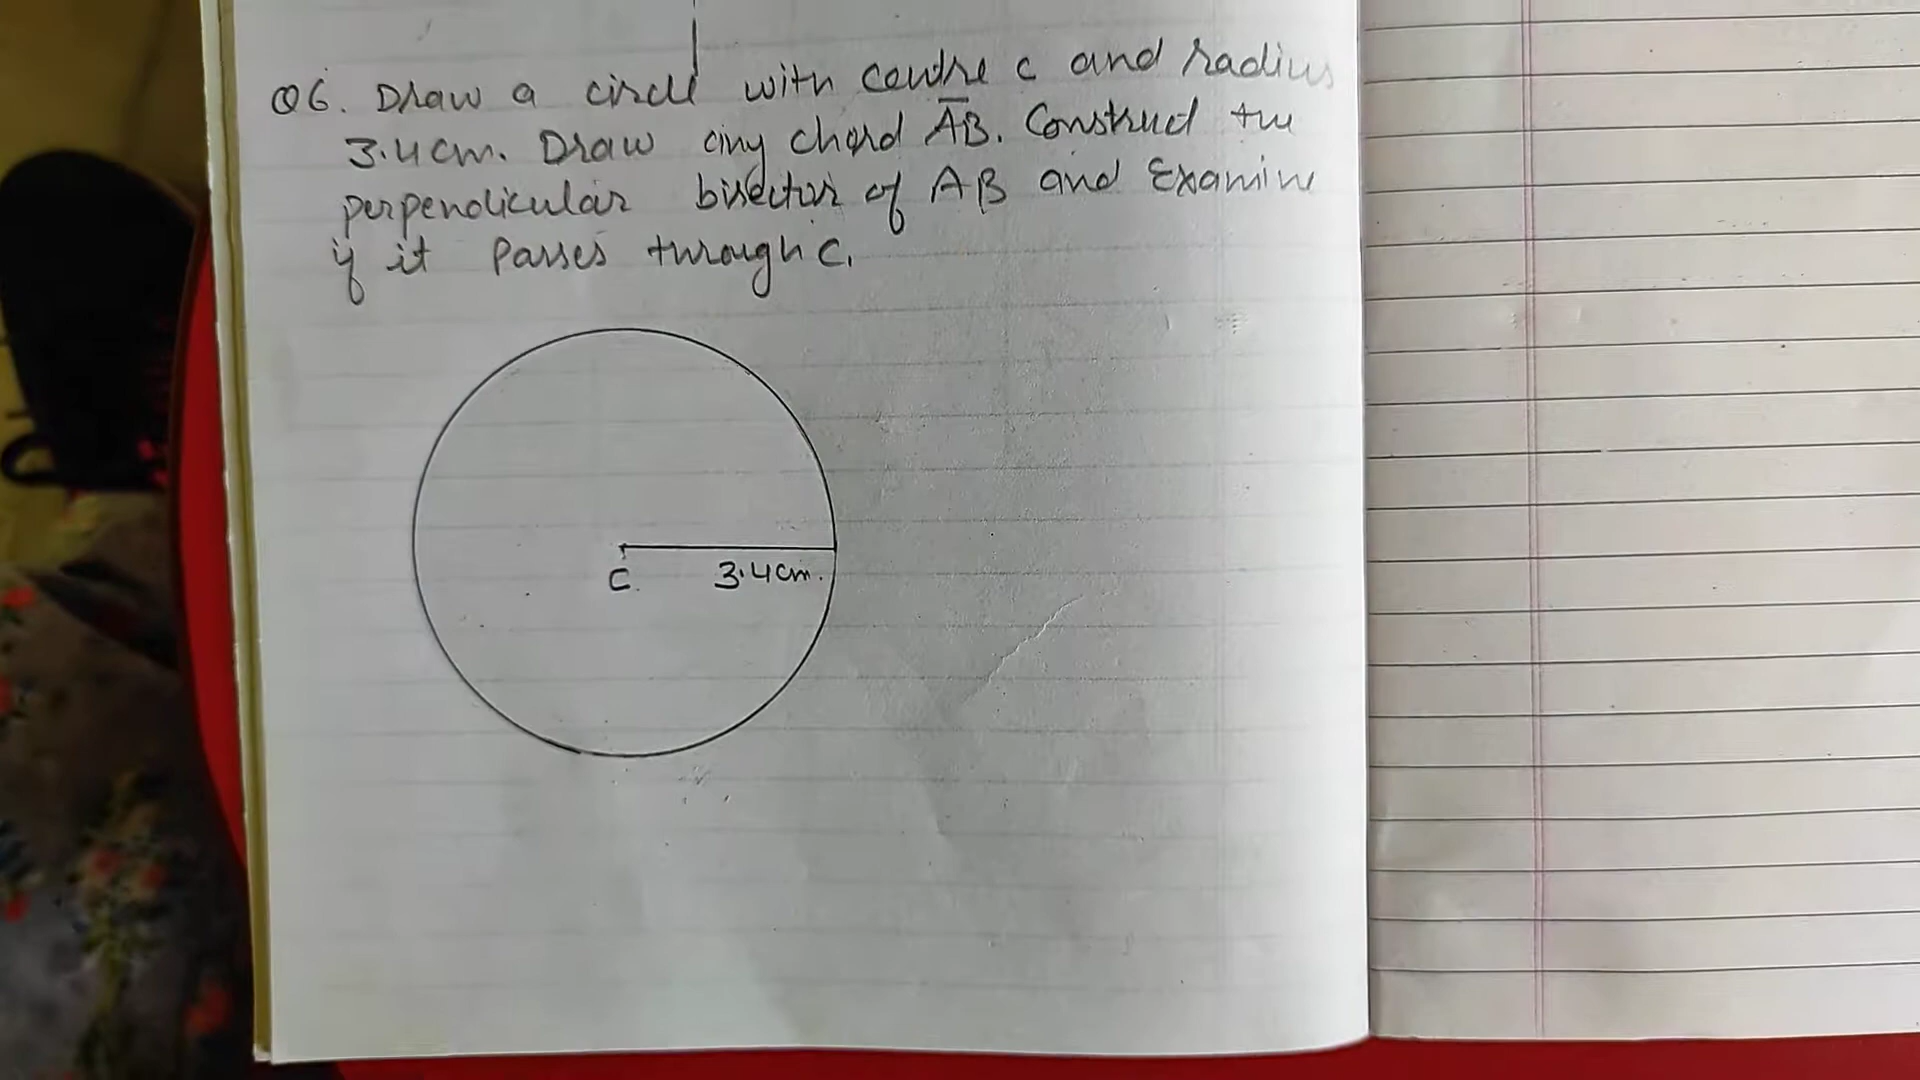 Q6. Draw a circle with centre c and radius
3.4cm. Draw any chord AB. Construct the
perpendicular bisector of AB and Examine
if it Passes through C.
C.
3.4cm.